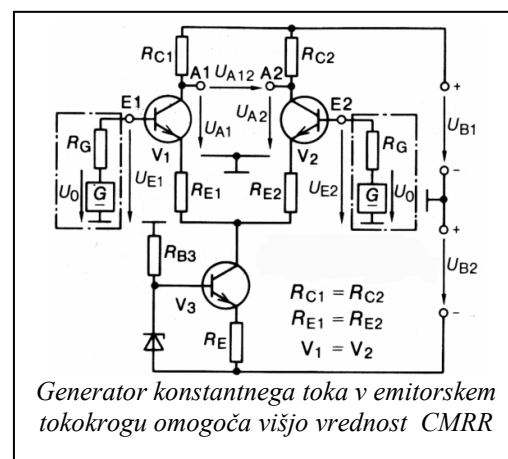 RC1
RC2
A1 UA12 A2
E1
E2
UA1
UA2
UB1
RG
V1
V2
RG
U0
G
UE1
RE1
RE2
UE2
G
U0
RB3
UB2
V3
RE
RC1 = RC2
RE1 = RE2
V1 = V2
+
−
+
−
Generator konstantnega toka v emitorskem
tokokrogu omogoča višjo vrednost CMRR